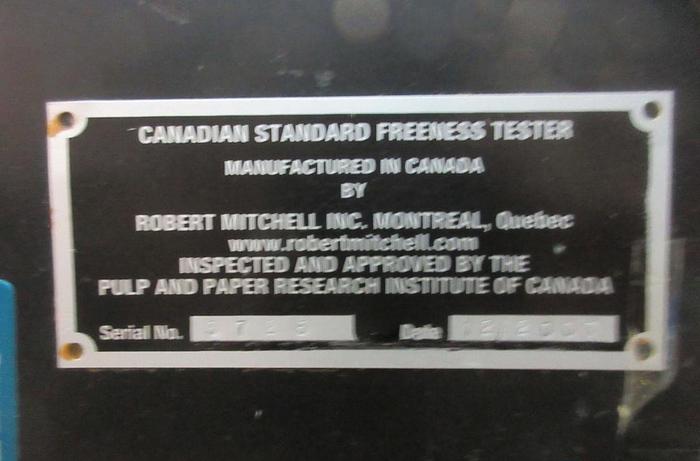 CANADIAN STANDARD FREENESS TESTER
MANUFACTURED IN CANADA
BY
ROBERT MITCHELL INC. MONTREAL, Quebec
www.robertmitchell.com
INSPECTED AND APPROVED BY THE
PULP AND PAPER RESEARCH INSTITUTE OF CANADA
Serial No. Date